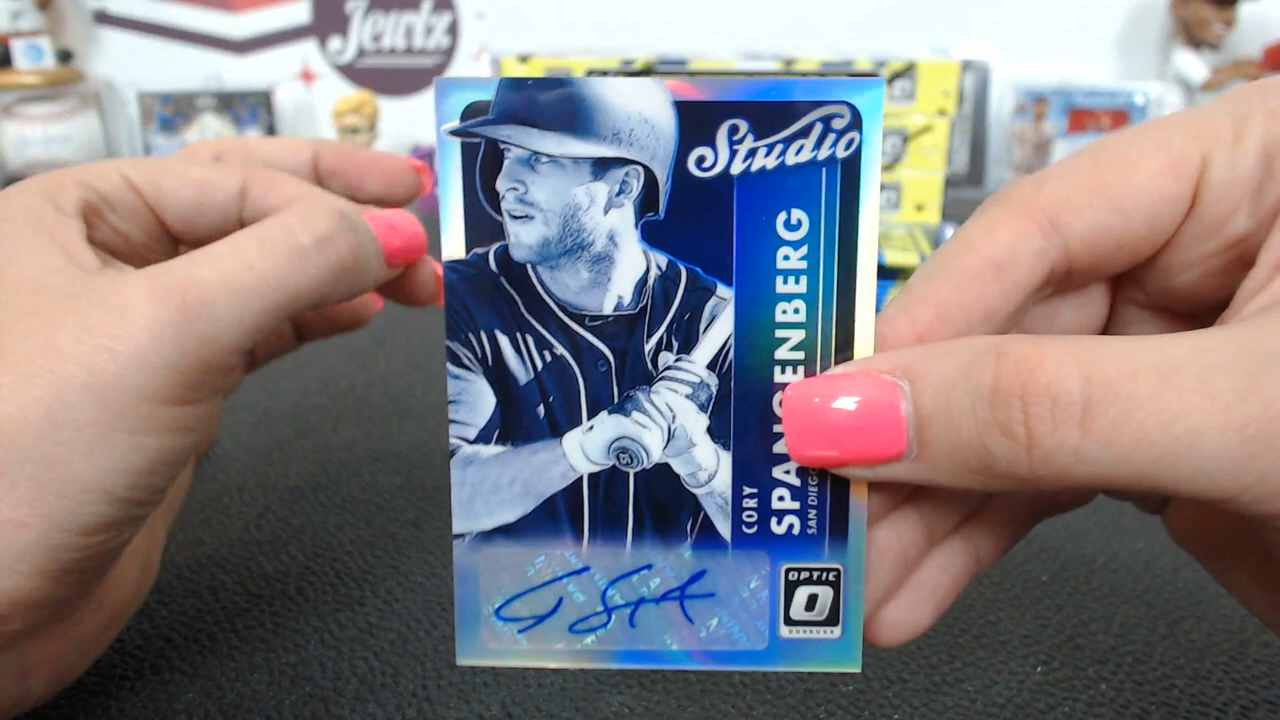 Jewlz
Studio
CORY
SPANGENBERG
SAN DIEGO
OPTIC
DONRUSS